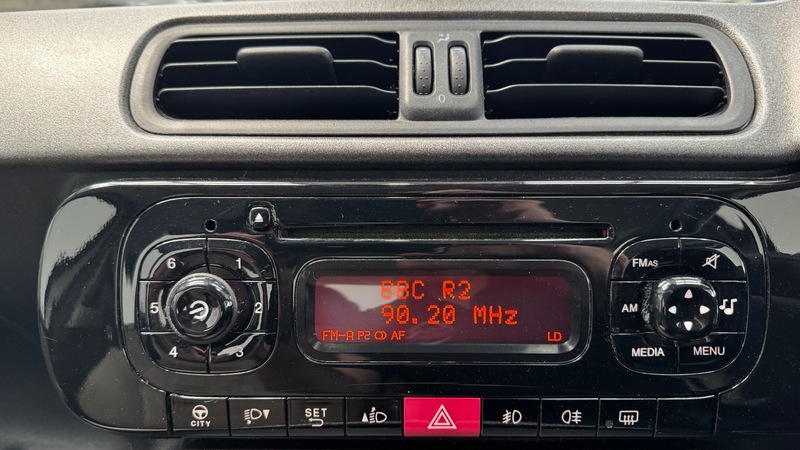 0
6 1
5 2
4 3
BBC R2
90.20 MHz
FM-A P2 AF LD
FMAS
AM
MEDIA MENU
CITY
SET